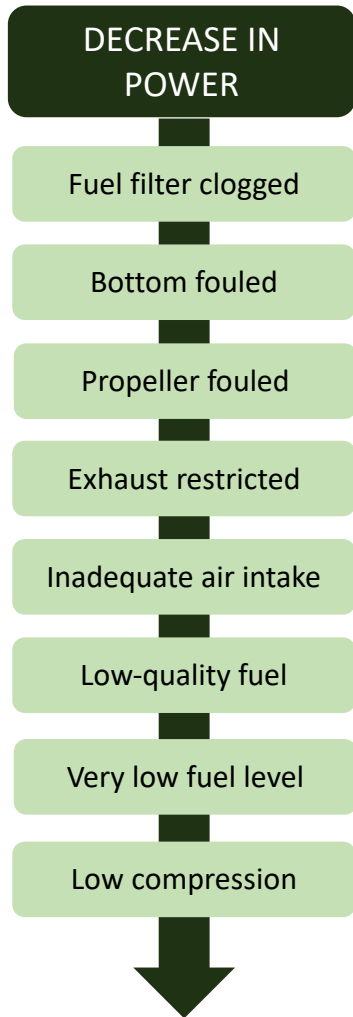 DECREASE IN
POWER
Fuel filter clogged
Bottom fouled
Propeller fouled
Exhaust restricted
Inadequate air intake
Low-quality fuel
Very low fuel level
Low compression